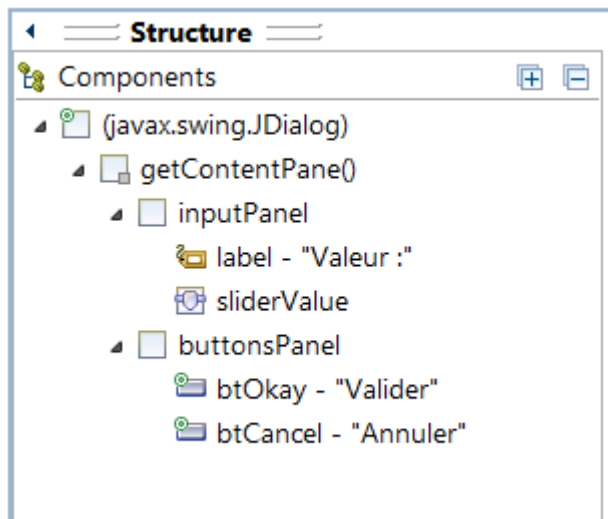 Structure
Components
(javax.swing.JDialog)
getContentPane()
inputPanel
label - "Valeur :"
sliderValue
buttonsPanel
btOkay - "Valider"
btCancel - "Annuler"